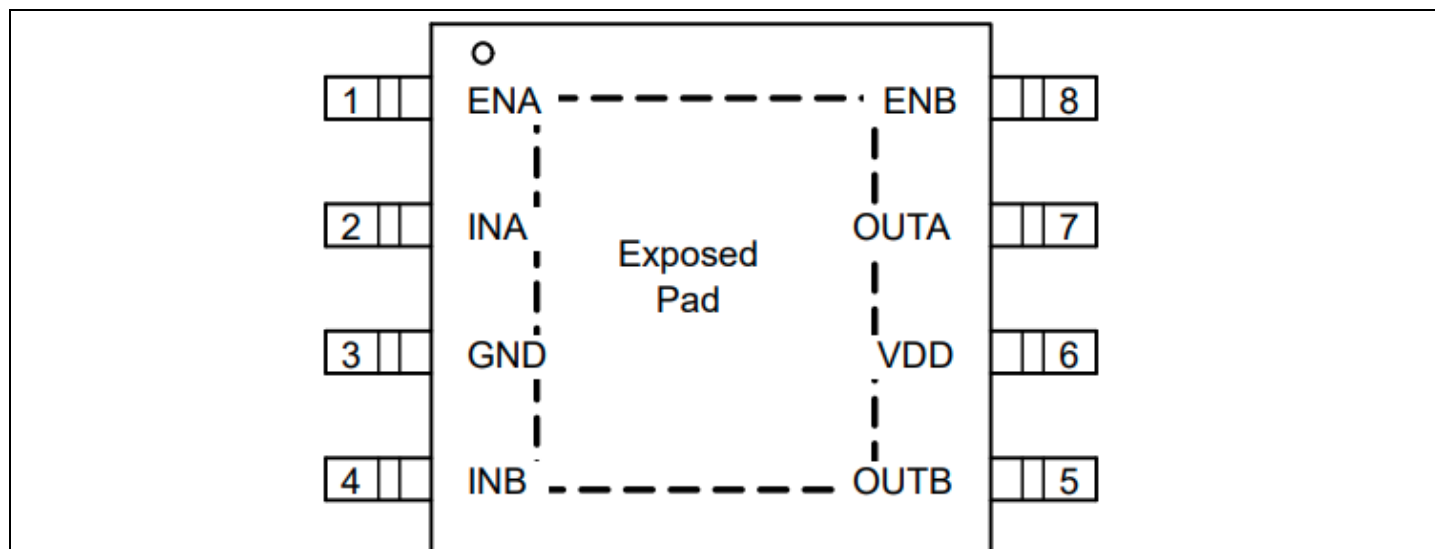 1 ENA ENB 8
2 INA OUTA 7
Exposed
Pad
3 GND VDD 6
4 INB OUTB 5